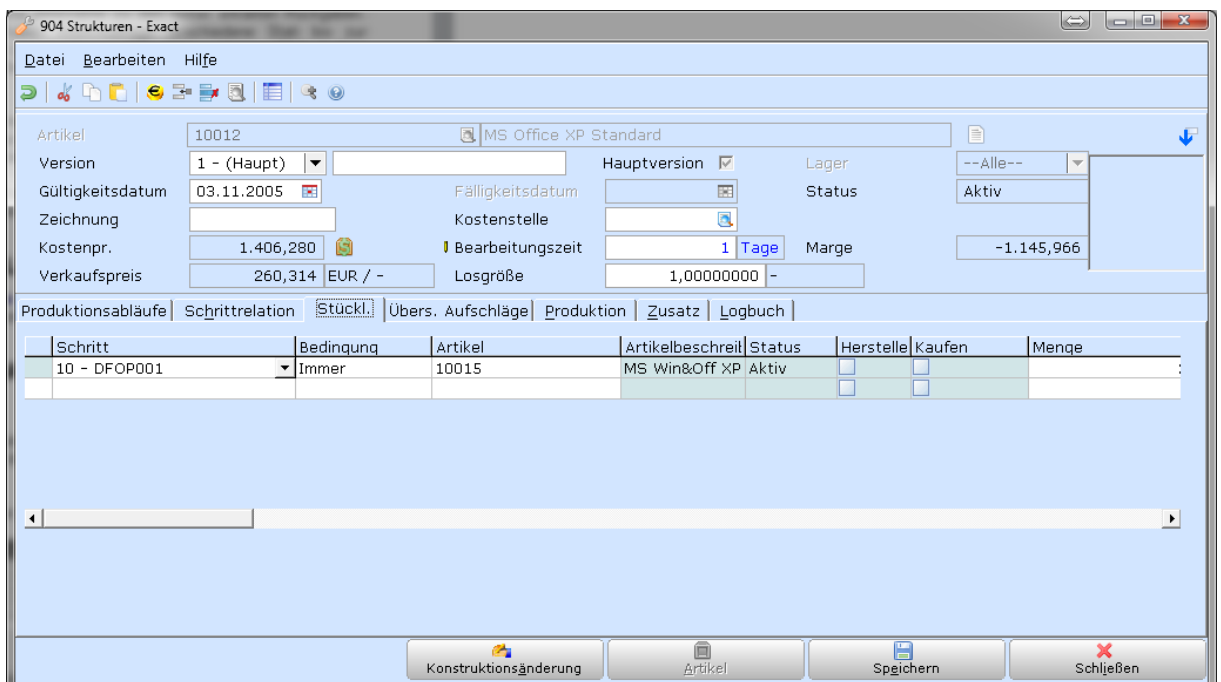 904 Strukturen - Exact
Datei Bearbeiten Hilfe
Artikel 10012 MS Office XP Standard
Version 1 - (Haupt) Hauptversion Lager --Alle--
Gültigkeitsdatum 03.11.2005 Fälligkeitsdatum Status Aktiv
Zeichnung Kostenstelle
Kostenpr. 1.406,280 Bearbeitungszeit 1 Tage Marge -1.145,966
Verkaufspreis 260,314 EUR / - Losgröße 1,00000000 -
Produktionsabläufe Schrittrelation Stückl. Übers. Aufschläge Produktion Zusatz Logbuch
Schritt Bedingung Artikel Artikelbeschreil Status Herstelle Kaufen Menge
10 - DFOP001 Immer 10015 MS Win&Off XP Aktiv
Konstruktionsänderung Artikel Speichern Schließen